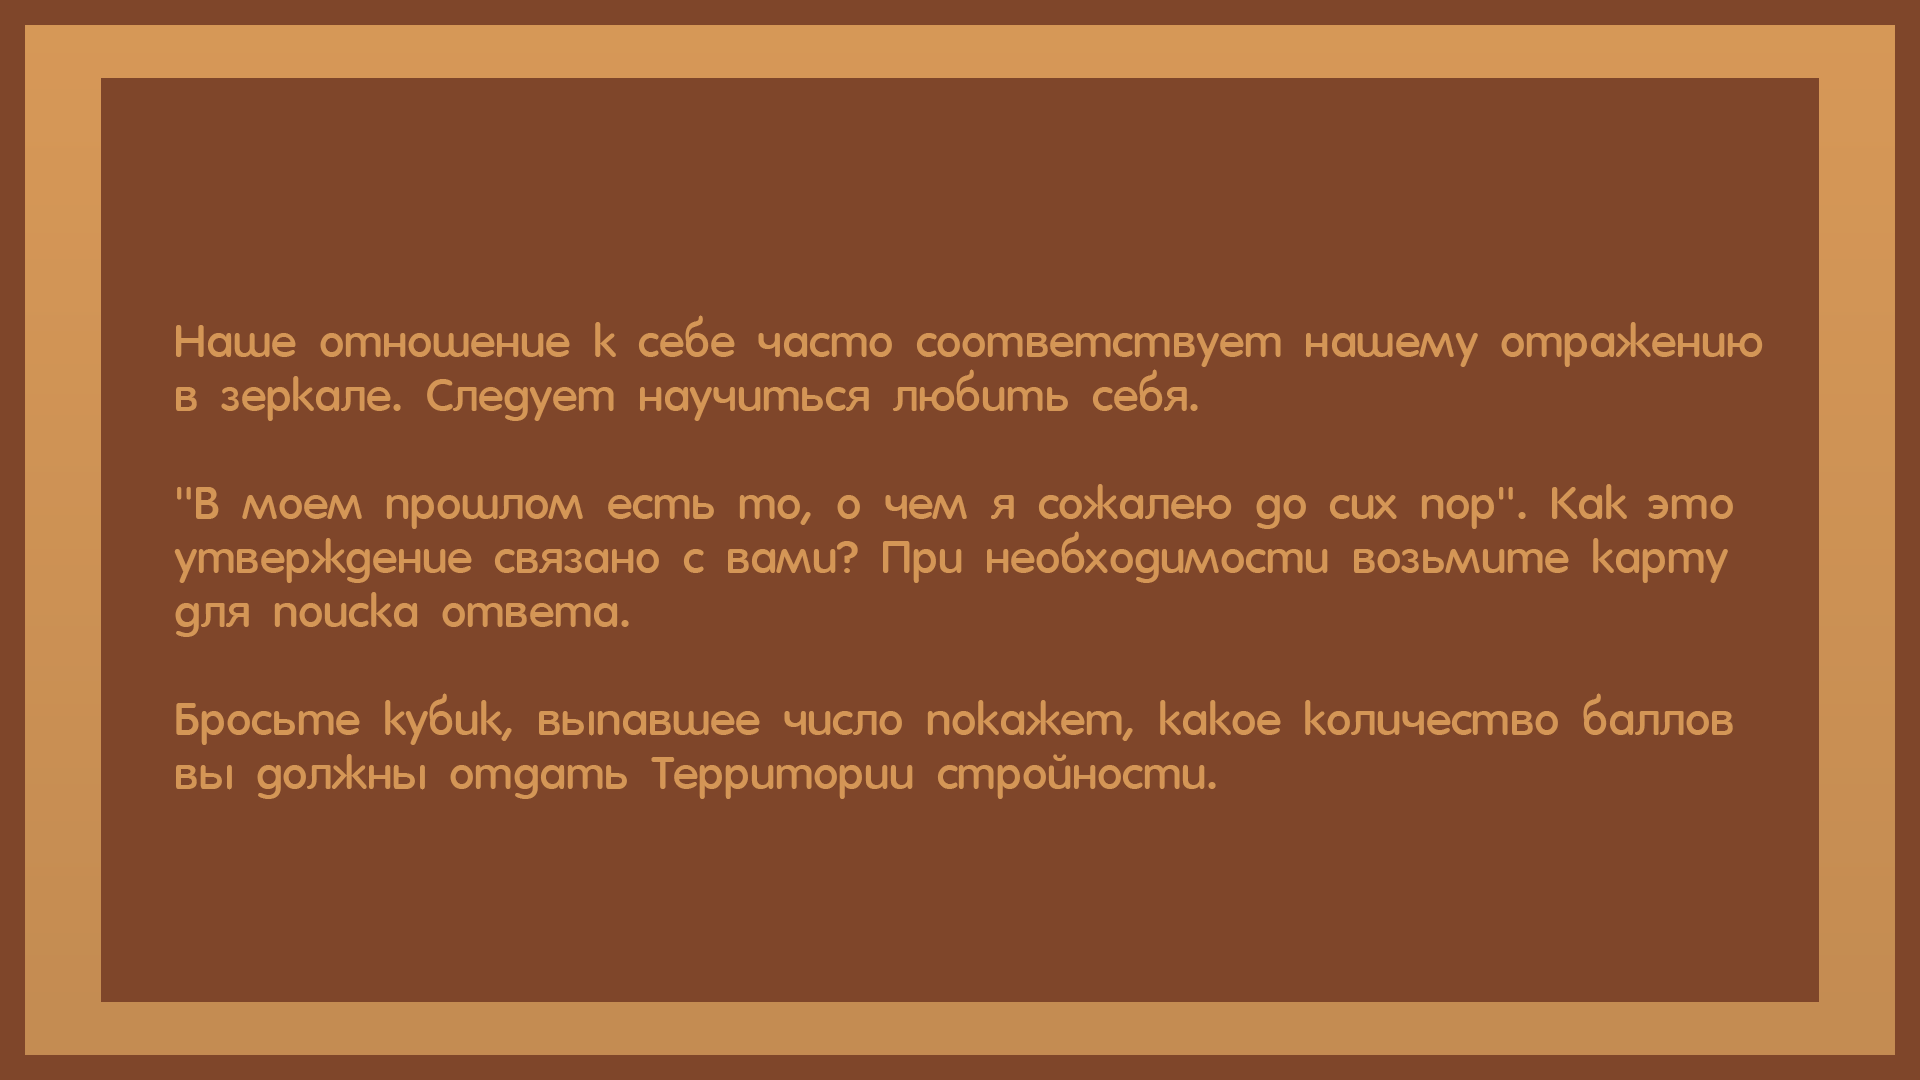 Наше отношение к себе часто соответствует нашему отражению
в зеркале. Следует научиться любить себя.
"В моем прошлом есть то, о чем я сожалею до сих пор". Как это
утверждение связано с вами? При необходимости возьмите карту
для поиска ответа.
Бросьте кубик, выпавшее число покажет, какое количество баллов
вы должны отдать Территории стройности.